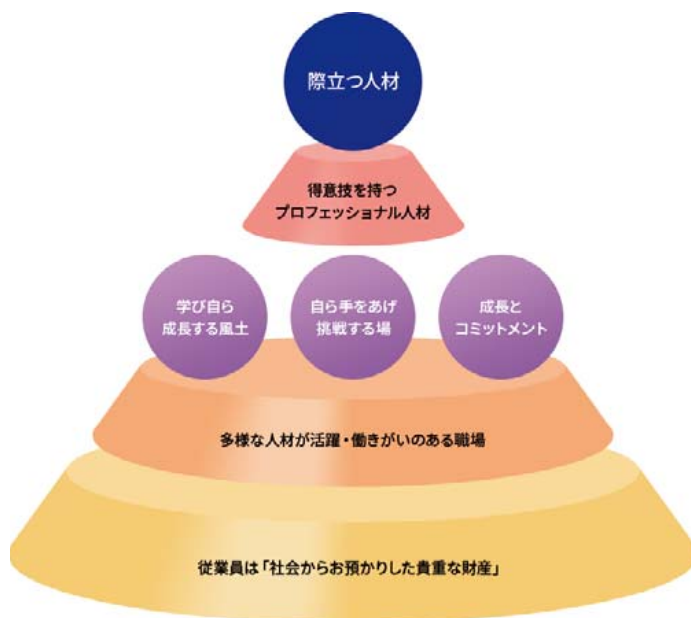 際立つ人材
得意技を持つ
プロフェッショナル人材
学び自ら
成長する風土
自ら手をあげ
挑戦する場
成長と
コミットメント
多様な人材が活躍・働きがいのある職場
従業員は「社会からお預かりした貴重な財産」